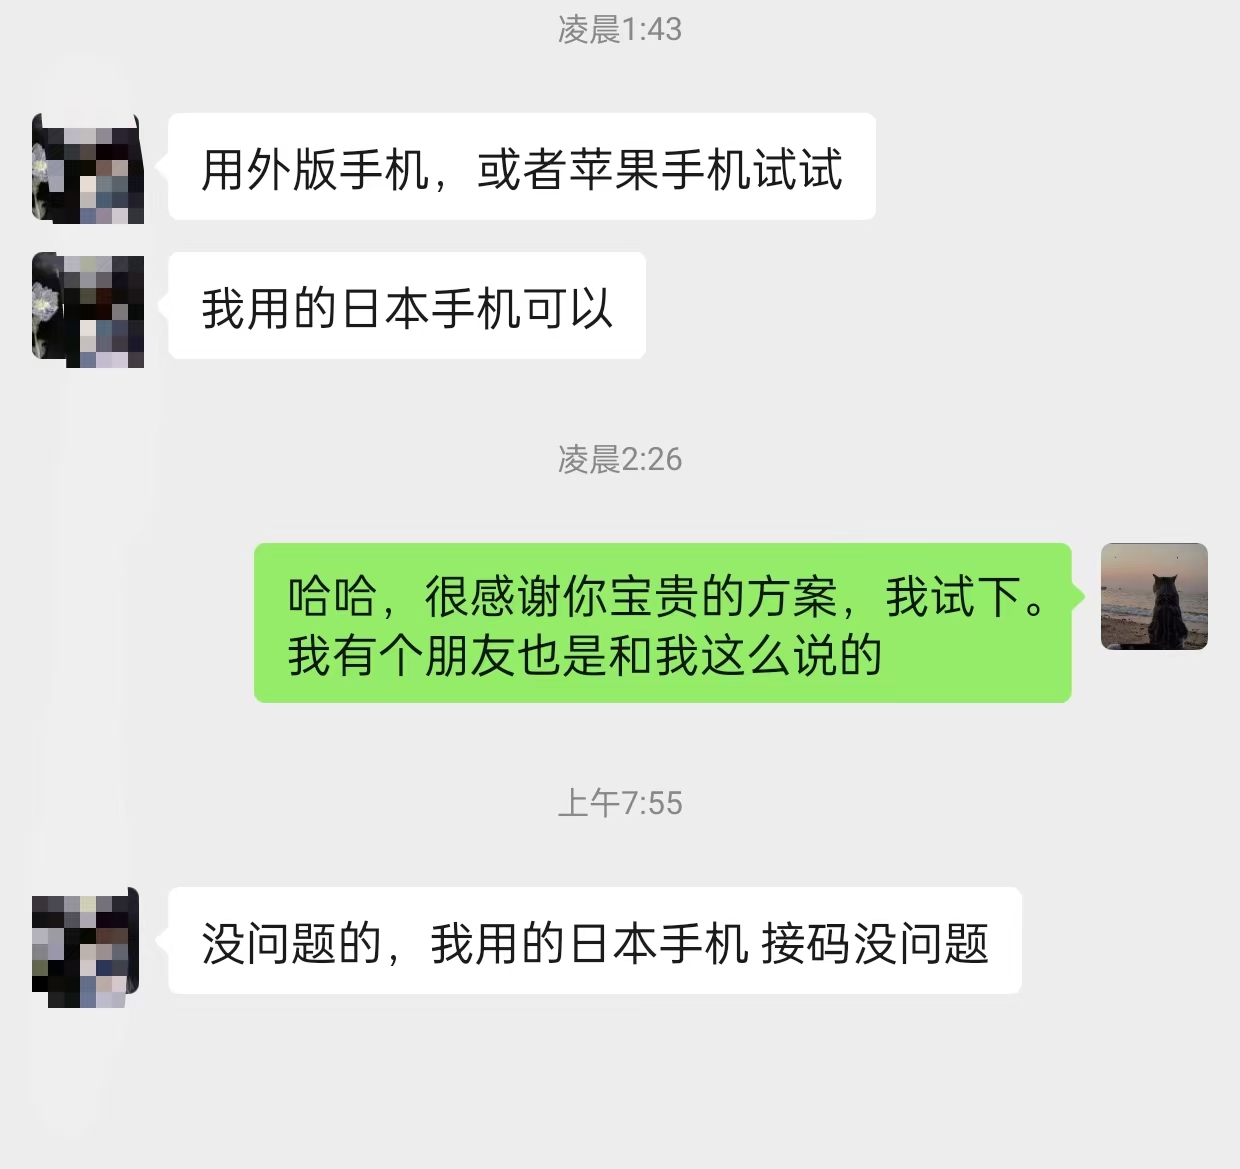 凌晨1:43
用外版手机，或者苹果手机试试
我用的日本手机可以
凌晨2:26
哈哈，很感谢你宝贵的方案，我试下。
我有个朋友也是和我这么说的
上午7:55
没问题的，我用的日本手机 接码没问题